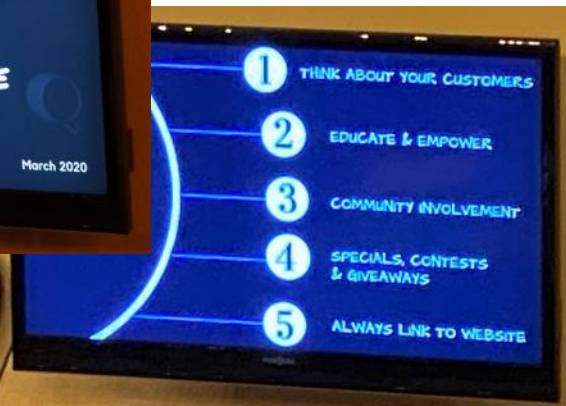 E
Q
March 2020
1 THINK ABOUT YOUR CUSTOMERS
2 EDUCATE & EMPOWER
3 COMMUNITY INVOLVEMENT
4 SPECIALS, CONTESTS
& GIVEAWAYS
5 ALWAYS LINK TO WEBSITE